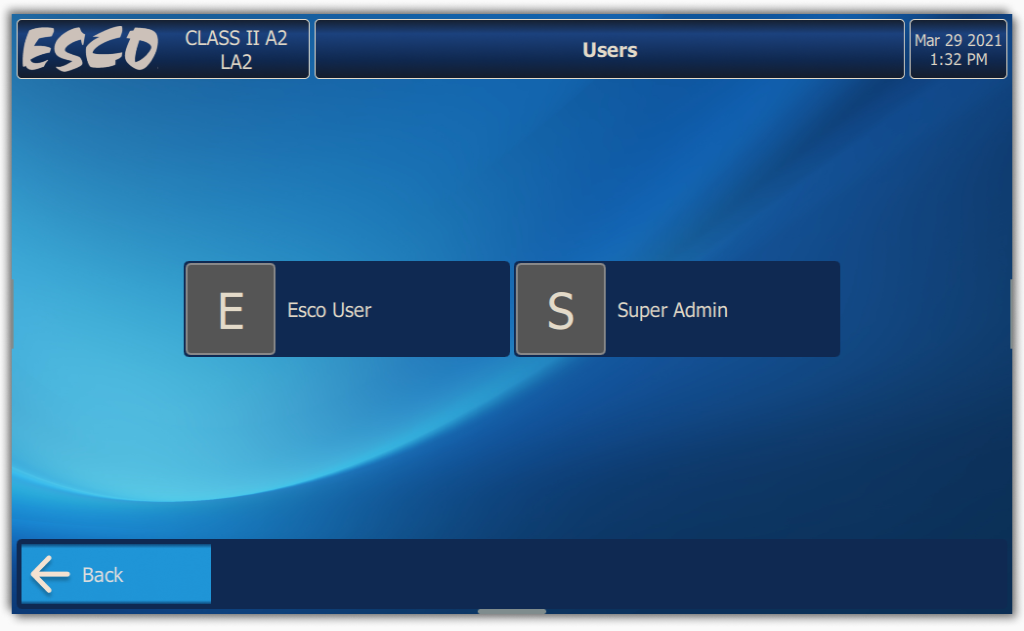 ESCO
CLASS II A2
LA2
Users
Mar 29 2021
1:32 PM
E
Esco User
S
Super Admin
Back